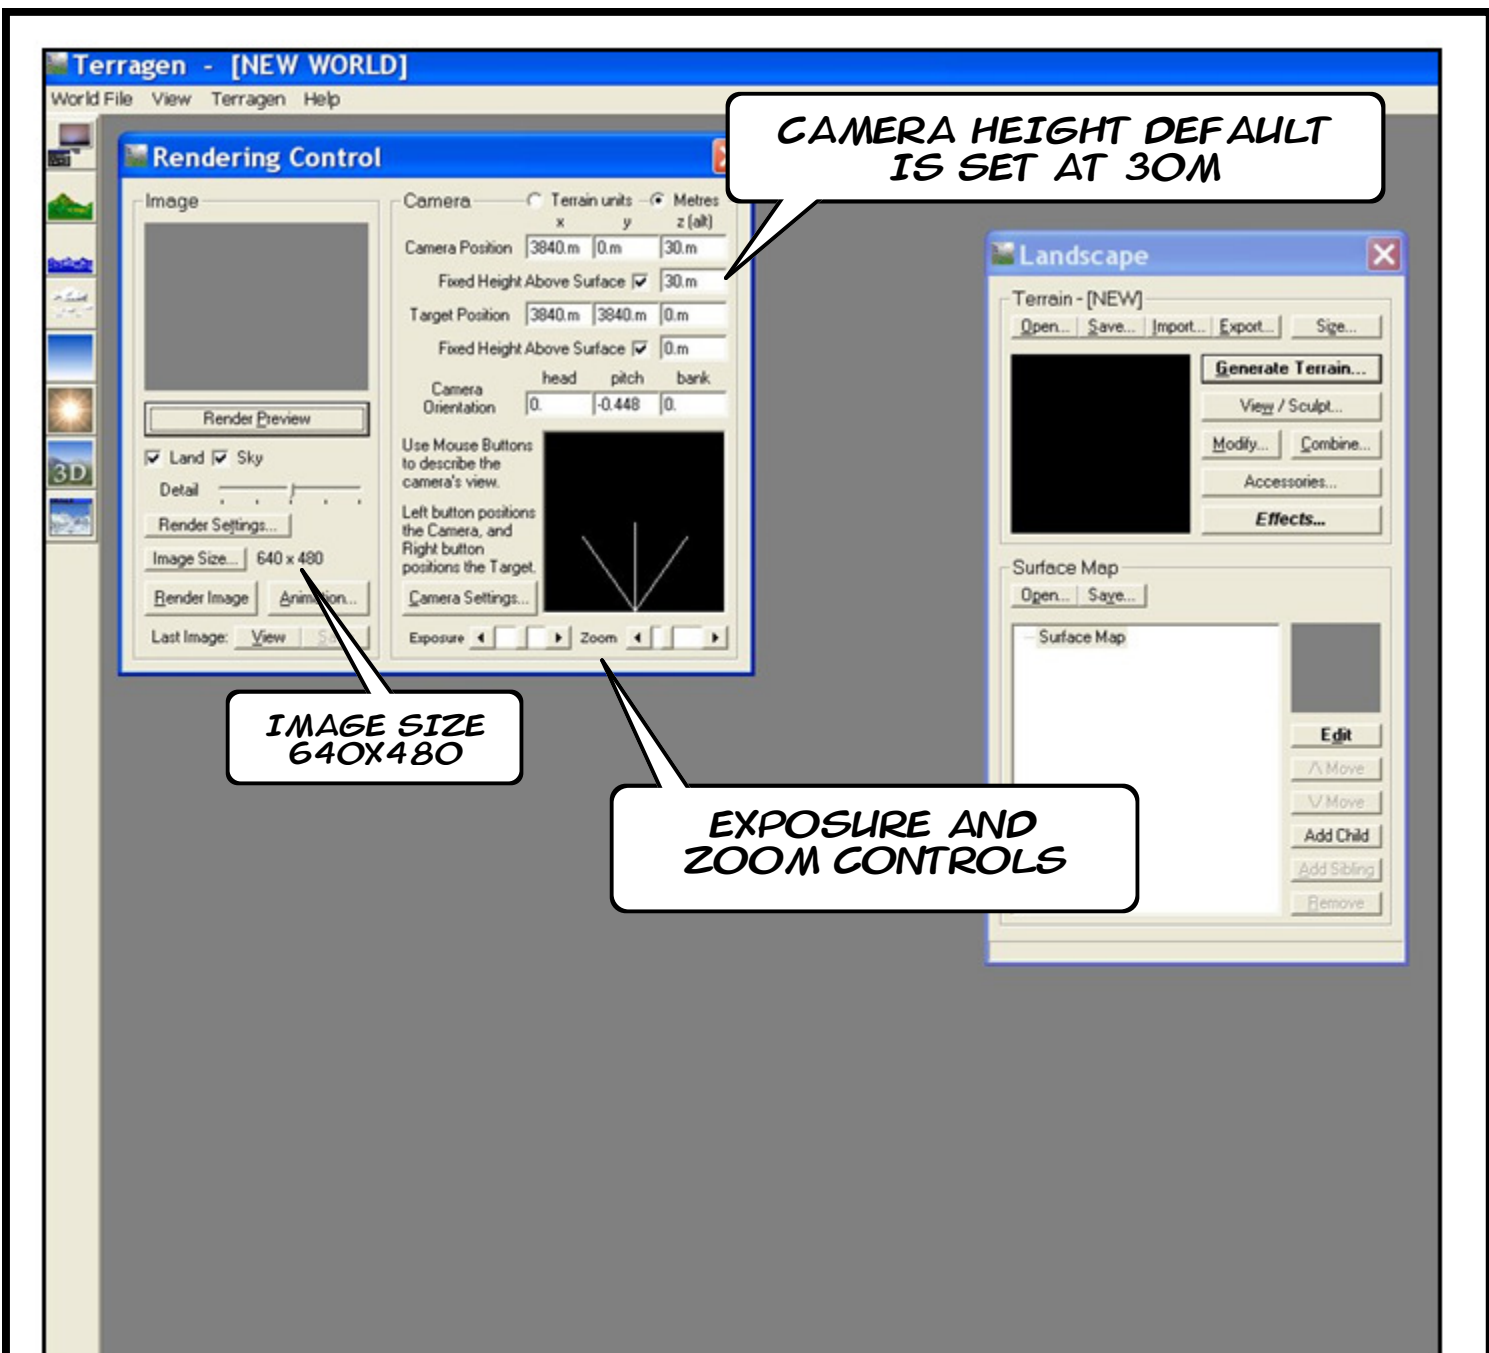 Terragen - [NEW WORLD]
World File View Terragen Help
CAMERA HEIGHT DEFAULT
IS SET AT 30M
Rendering Control
Image
Render Preview
Land Sky
Detail
Render Settings...
Image Size... 640 x 480
Render Image Animation...
Last Image: View
Camera Terrain units Metres
x y z (alt)
Camera Position 3840.m 0.m 30.m
Fixed Height Above Surface 30.m
Target Position 3840.m 3840.m 0.m
Fixed Height Above Surface 0.m
head pitch bank
Camera
Orientation 0. -0.448 0.
Use Mouse Buttons
to describe the
camera's view.
Left button positions
the Camera, and
Right button
positions the Target.
Camera Settings...
Exposure Zoom
IMAGE SIZE
640X480
EXPOSURE AND
ZOOM CONTROLS
3D
Landscape
Terrain - [NEW]
Open... Save... Import... Export... Size...
Generate Terrain...
View / Sculpt...
Modify... Combine...
Accessories...
Effects...
Surface Map
Open... Save...
Surface Map
Edit
/\ Move
\/ Move
Add Child
Add Sibling
Remove